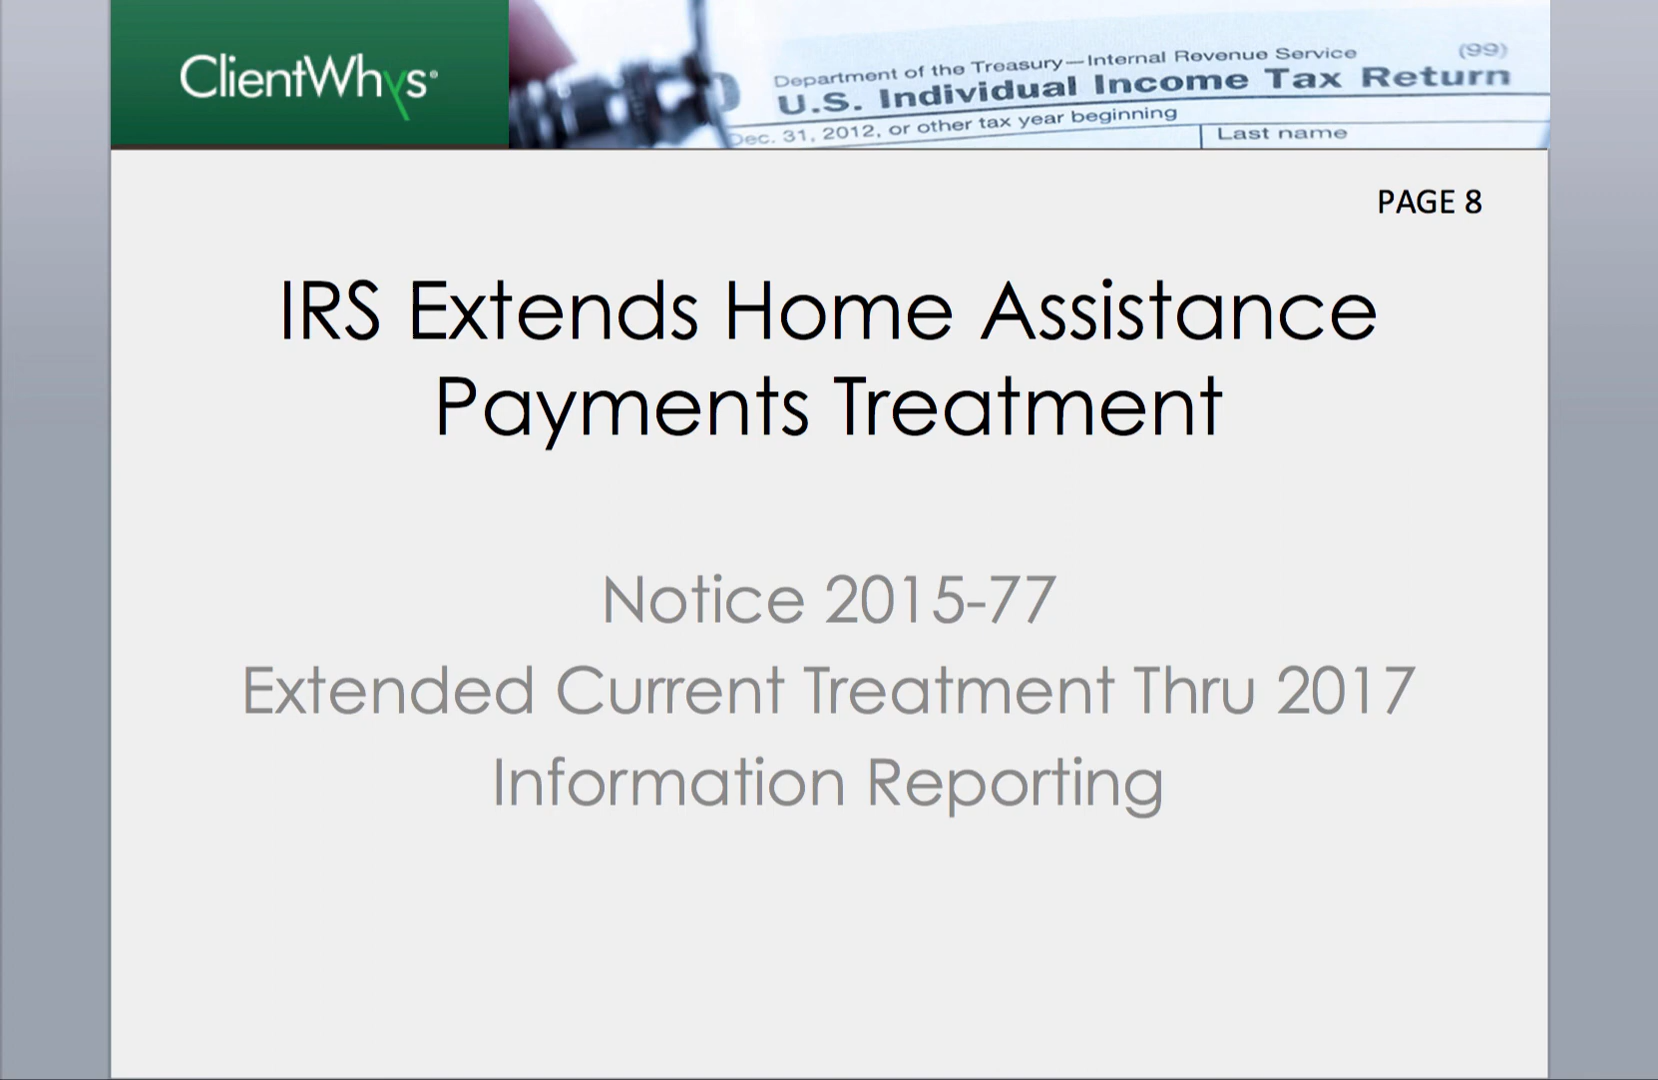 ClientWhys®
Department of the Treasury—Internal Revenue Service (99)
U.S. Individual Income Tax Return
Dec. 31, 2012, or other tax year beginning
Last name
PAGE 8
IRS Extends Home Assistance
Payments Treatment
Notice 2015-77
Extended Current Treatment Thru 2017
Information Reporting